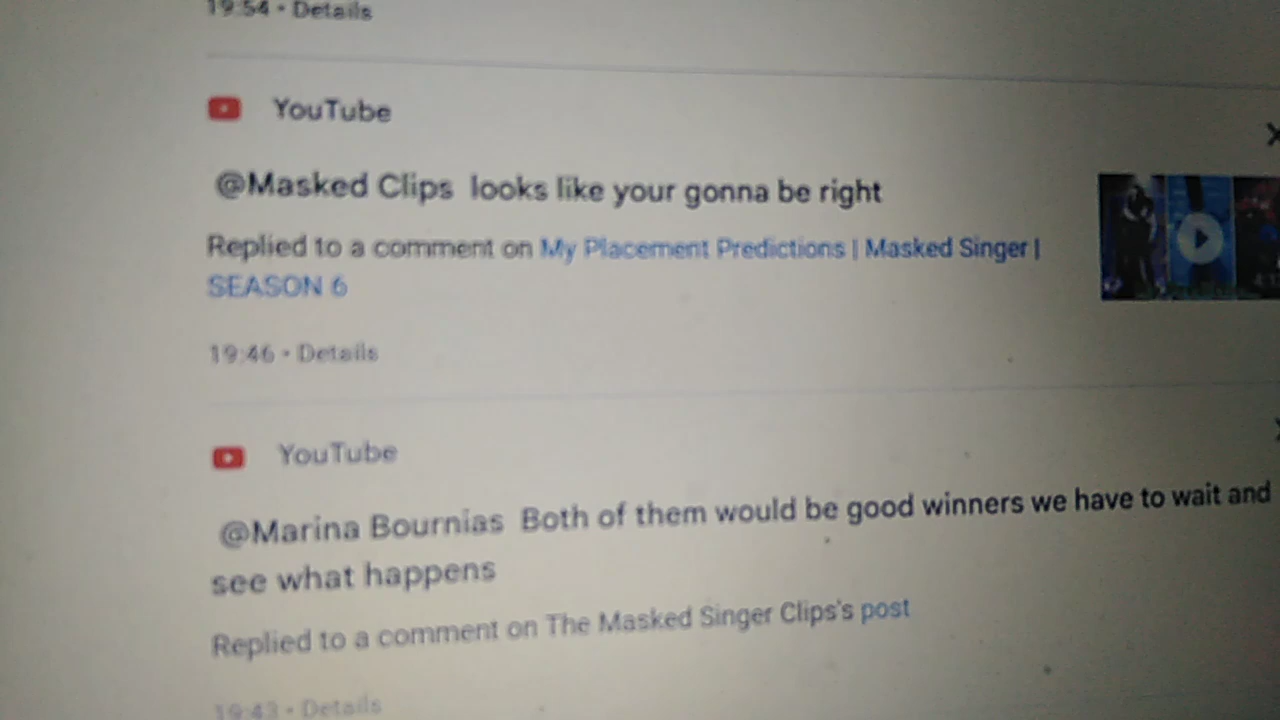 19:54 • Details
YouTube
@Masked Clips looks like your gonna be right
Replied to a comment on My Placement Predictions | Masked Singer |
SEASON 6
19:46 • Details
YouTube
@Marina Bournias Both of them would be good winners we have to wait and
see what happens
Replied to a comment on The Masked Singer Clips's post
19:43 • Details